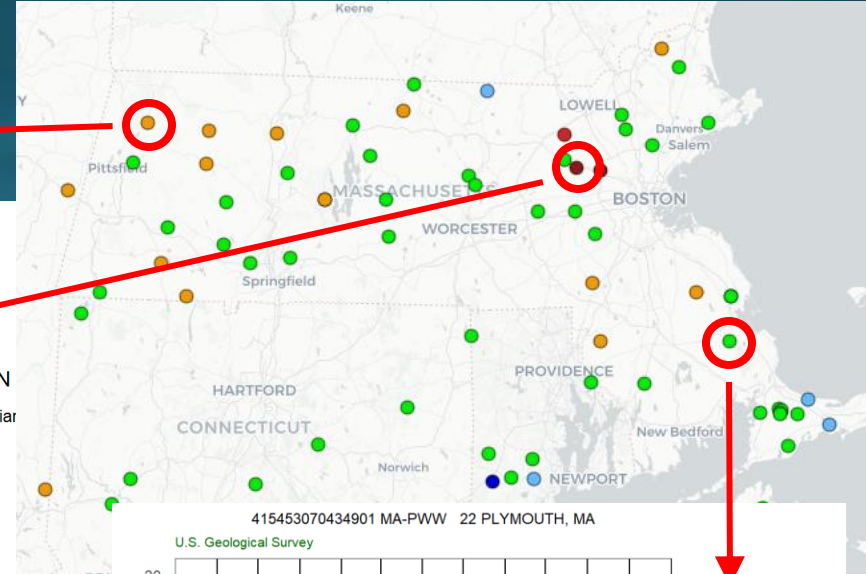 Keene
Y
LOWELL
Danvers
Salem
Pittsfield
MASSACHUSETTS
BOSTON
WORCESTER
Springfield
N
PROVIDENCE
HARTFORD
CONNECTICUT
New Bedford
Norwich
NEWPORT
415453070434901 MA-PWW 22 PLYMOUTH, MA
U.S. Geological Survey